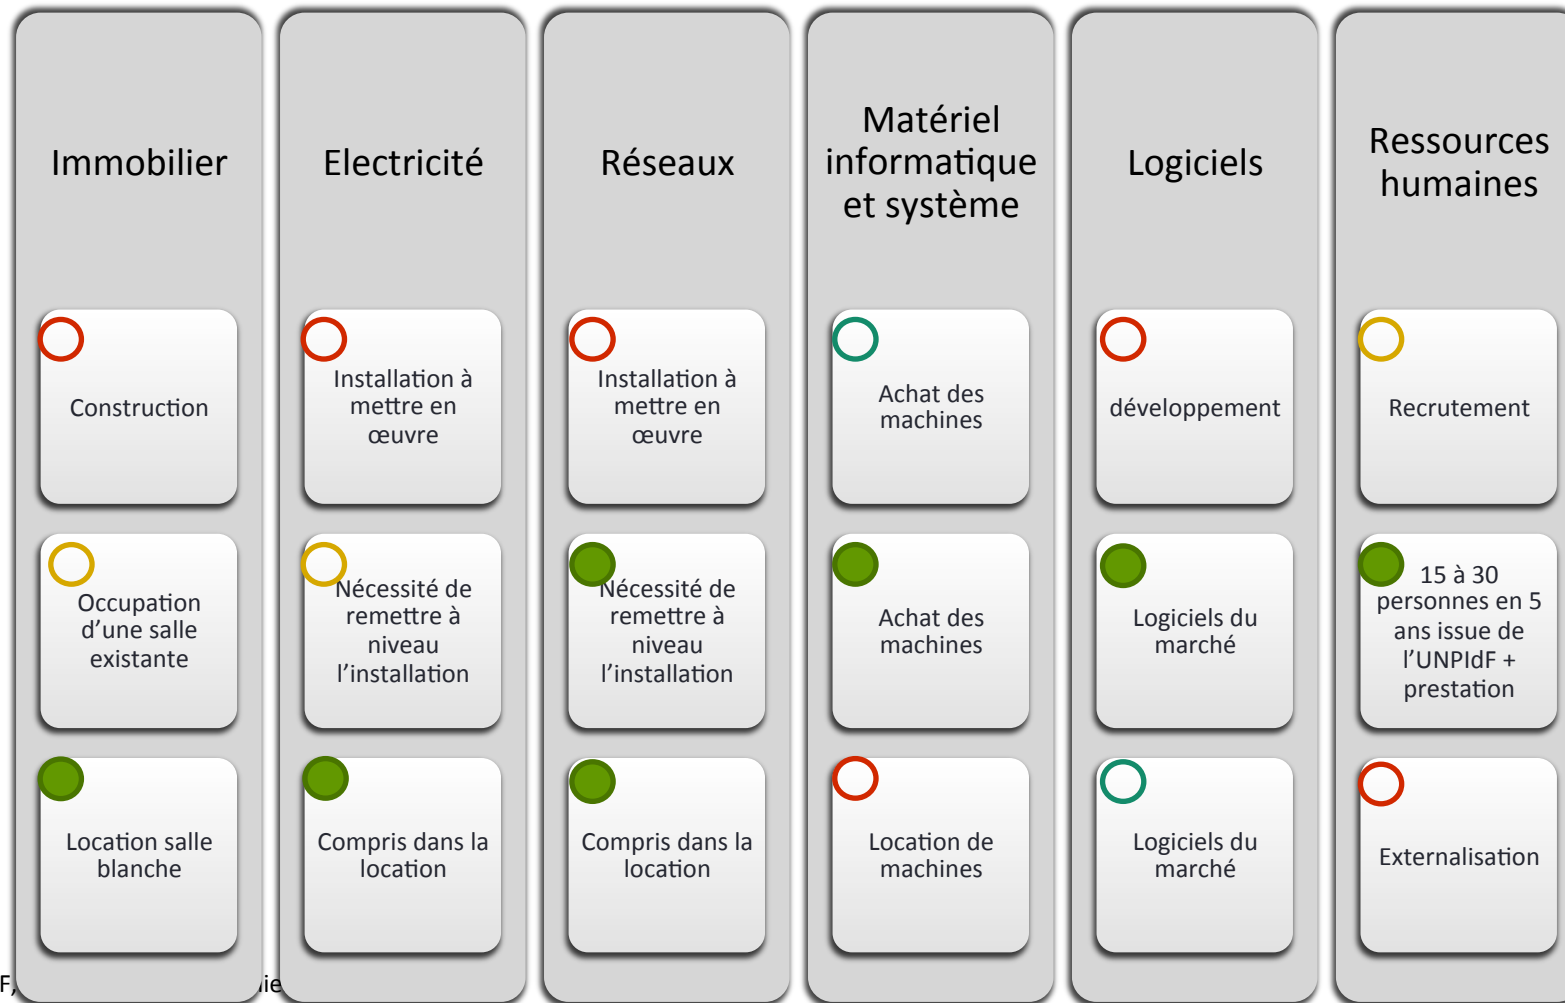 Immobilier
Construction
Occupation
d’une salle
existante
Location salle
blanche
Electricité
Installation à
mettre en
œuvre
Nécessité de
remettre à
niveau
l’installation
Compris dans la
location
Réseaux
Installation à
mettre en
œuvre
Nécessité de
remettre à
niveau
l’installation
Compris dans la
location
Matériel
informatique
et système
Achat des
machines
Achat des
machines
Location de
machines
Logiciels
développement
Logiciels du
marché
Logiciels du
marché
Ressources
humaines
Recrutement
15 à 30
personnes en 5
ans issue de
l’UNPIdF +
prestation
Externalisation